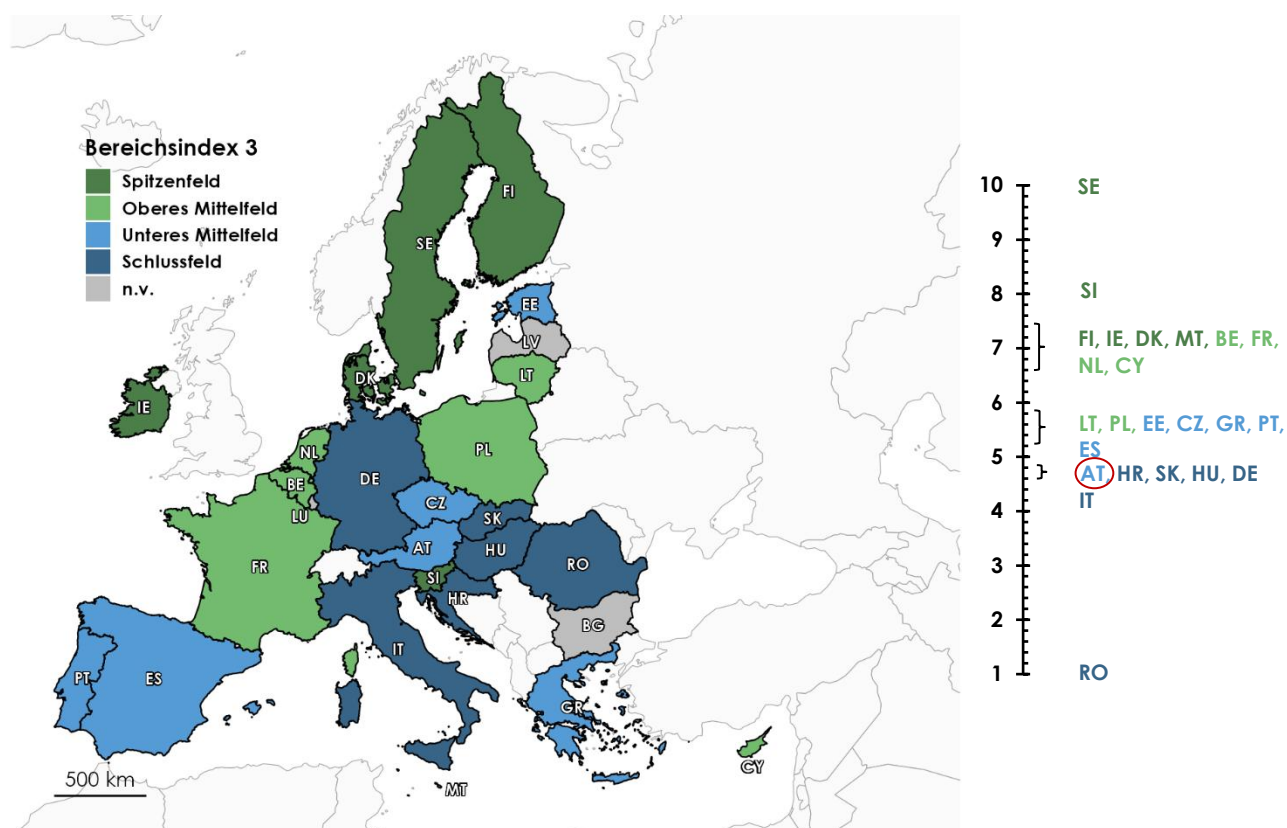 Bereichsindex 3
Spitzenfeld
Oberes Mittelfeld
Unteres Mittelfeld
Schlussfeld
n.v.
FI
SE
EE
LV
LT
DK
IE
NL
PL
BE
DE
LU
CZ
SK
AT
HU
FR
SI
RO
HR
BG
IT
PT
ES
GR
CY
MT
500 km
10
9
8
7
6
5
4
3
2
1
SE
SI
FI, IE, DK, MT, BE, FR,
NL, CY
LT, PL, EE, CZ, GR, PT,
ES
AT, HR, SK, HU, DE
IT
RO